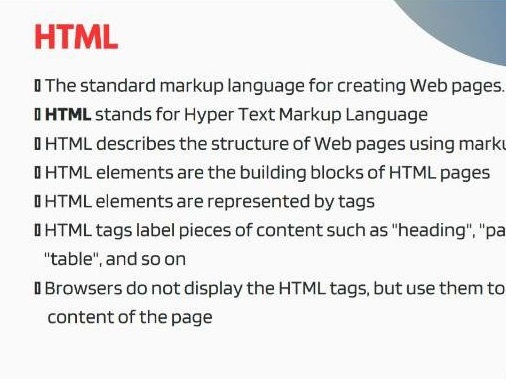 HTML
▯ The standard markup language for creating Web pages.
▯ HTML stands for Hyper Text Markup Language
▯ HTML describes the structure of Web pages using marku
▯ HTML elements are the building blocks of HTML pages
▯ HTML elements are represented by tags
▯ HTML tags label pieces of content such as "heading", "pa
"table", and so on
▯ Browsers do not display the HTML tags, but use them to
content of the page